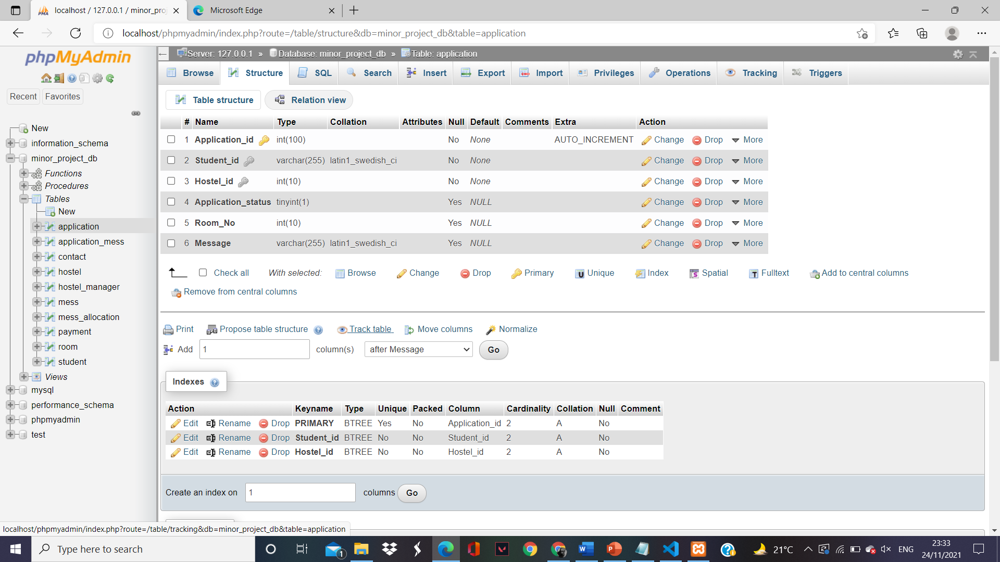 localhost / 127.0.0.1 / minor_pro
Microsoft Edge
localhost/phpmyadmin/index.php?route=/table/structure&db=minor_project_db&table=application
phpMyAdmin
Recent Favorites
New
information_schema
minor_project_db
Functions
Procedures
Tables
New
application
application_mess
contact
hostel
hostel_manager
mess
mess_allocation
payment
room
student
Views
mysql
performance_schema
phpmyadmin
test
Server: 127.0.0.1 » Database: minor_project_db » Table: application
Browse Structure SQL Search Insert Export Import Privileges Operations Tracking Triggers
Table structure Relation view
# Name Type Collation Attributes Null Default Comments Extra Action
1 Application_id int(100) No None AUTO_INCREMENT Change Drop More
2 Student_id varchar(255) latin1_swedish_ci No None Change Drop More
3 Hostel_id int(10) No None Change Drop More
4 Application_status tinyint(1) Yes NULL Change Drop More
5 Room_No int(10) Yes NULL Change Drop More
6 Message varchar(255) latin1_swedish_ci Yes NULL Change Drop More
Check all With selected: Browse Change Drop Primary Unique Index Spatial Fulltext Add to central columns
Remove from central columns
Print Propose table structure Track table Move columns Normalize
Add 1 column(s) after Message Go
Indexes
Action Keyname Type Unique Packed Column Cardinality Collation Null Comment
Edit Rename Drop PRIMARY BTREE Yes No Application_id 2 A No
Edit Rename Drop Student_id BTREE No No Student_id 2 A No
Edit Rename Drop Hostel_id BTREE No No Hostel_id 2 A No
Create an index on 1 columns Go
localhost/phpmyadmin/index.php?route=/table/tracking&db=minor_project_db&table=application
Type here to search
1
21°C
ENG
23:33
24/11/2021